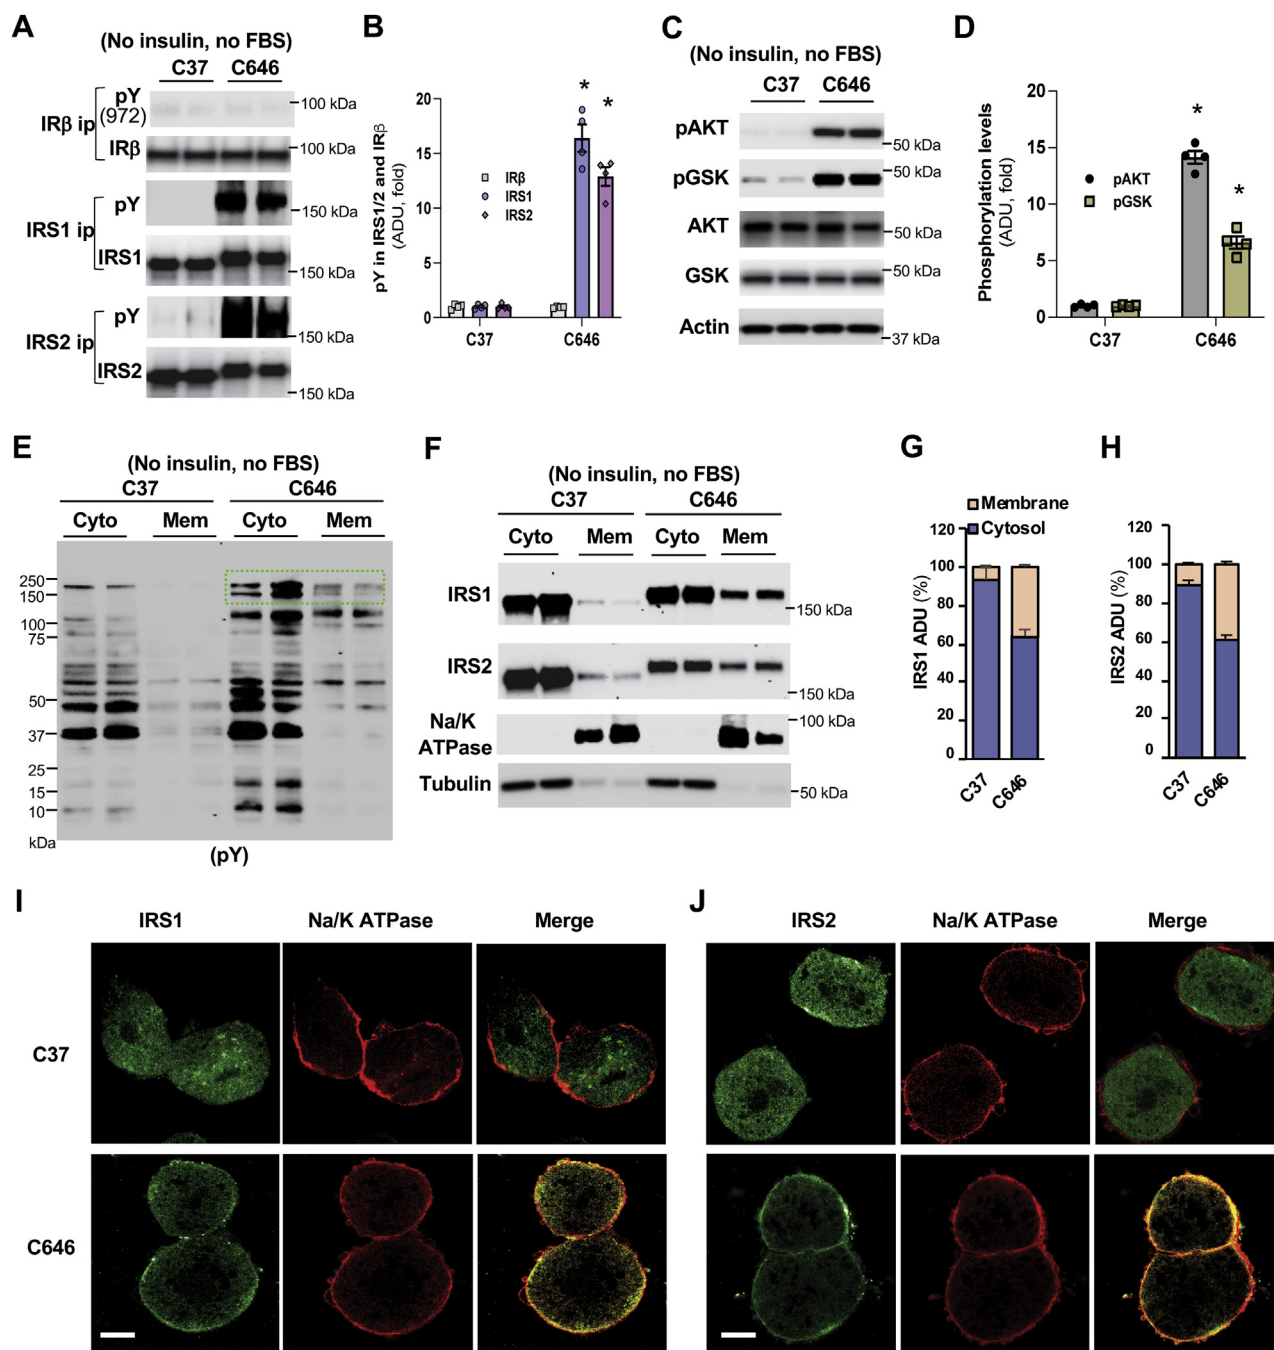 A
(No insulin, no FBS)
C37 C646
IRβ ip
pY
(972)
100 kDa
IRβ
100 kDa
IRS1 ip
pY
150 kDa
IRS1
150 kDa
IRS2 ip
pY
150 kDa
IRS2
150 kDa
B
pY in IRS1/2 and IRβ
(ADU, fold)
20
15
10
5
0
IRβ
IRS1
IRS2
* *
C37 C646
C
(No insulin, no FBS)
C37 C646
pAKT
50 kDa
pGSK
50 kDa
AKT
50 kDa
GSK
50 kDa
Actin
37 kDa
D
Phosphorylation levels
(ADU, fold)
20
15
10
5
0
pAKT
pGSK
* *
C37 C646
E
(No insulin, no FBS)
C37 C646
Cyto Mem Cyto Mem
250
150
100
75
50
37
25
15
10
kDa
(pY)
F
(No insulin, no FBS)
C37 C646
Cyto Mem Cyto Mem
IRS1
150 kDa
IRS2
150 kDa
Na/K
ATPase
100 kDa
Tubulin
50 kDa
G
Membrane
Cytosol
IRS1 ADU (%)
120
100
80
60
40
20
0
C37 C646
H
IRS2 ADU (%)
120
100
80
60
40
20
0
C37 C646
I
IRS1 Na/K ATPase Merge
C37
C646
J
IRS2 Na/K ATPase Merge